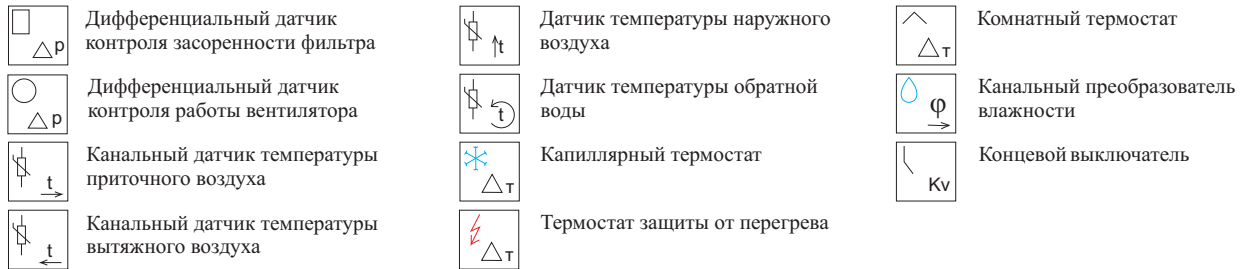 p
Дифференциальный датчик
контроля засоренности фильтра
p
Дифференциальный датчик
контроля работы вентилятора
t
Канальный датчик температуры
приточного воздуха
t
Канальный датчик температуры
вытяжного воздуха
t
Датчик температуры наружного
воздуха
t
Датчик температуры обратной
воды
т
Капиллярный термостат
т
Термостат защиты от перегрева
т
Комнатный термостат
φ
Канальный преобразователь
влажности
Kv
Концевой выключатель